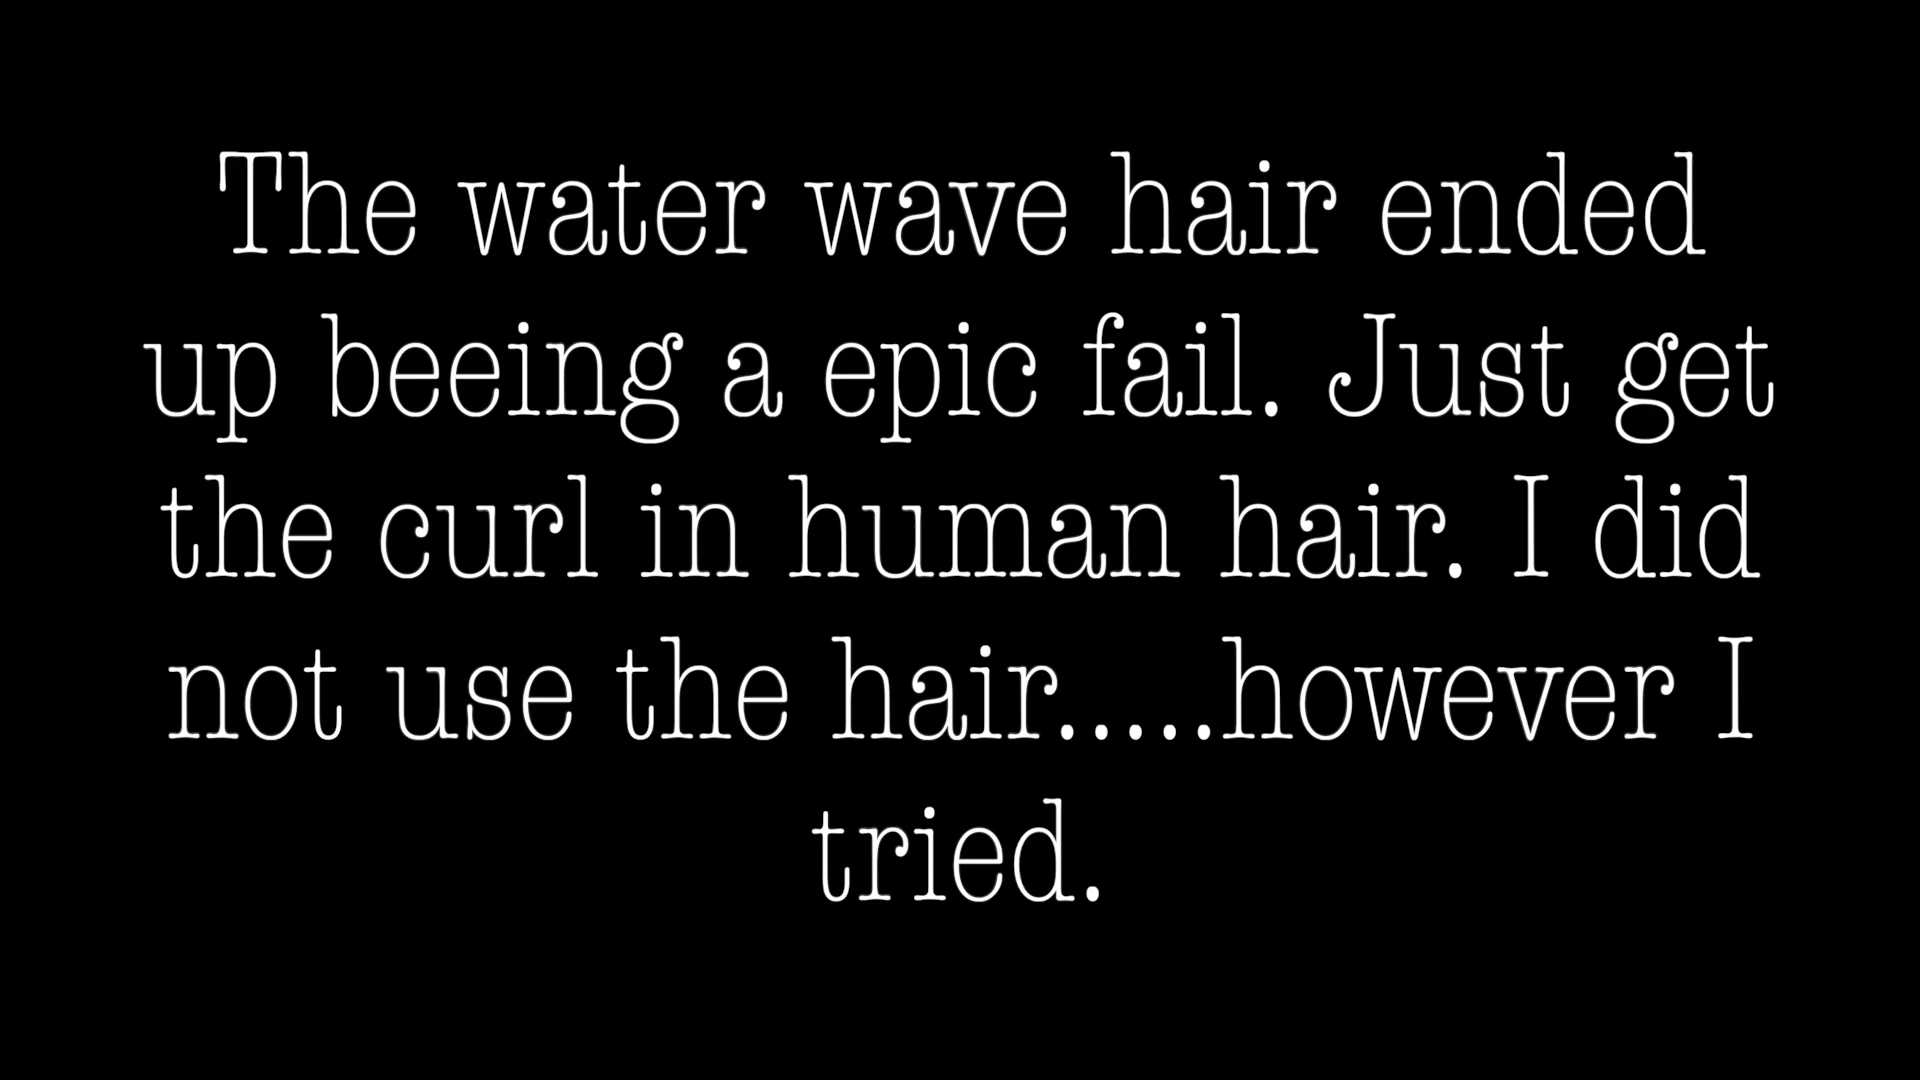 The water wave hair ended
up beeing a epic fail. Just get
the curl in human hair. I did
not use the hair.....however I
tried.